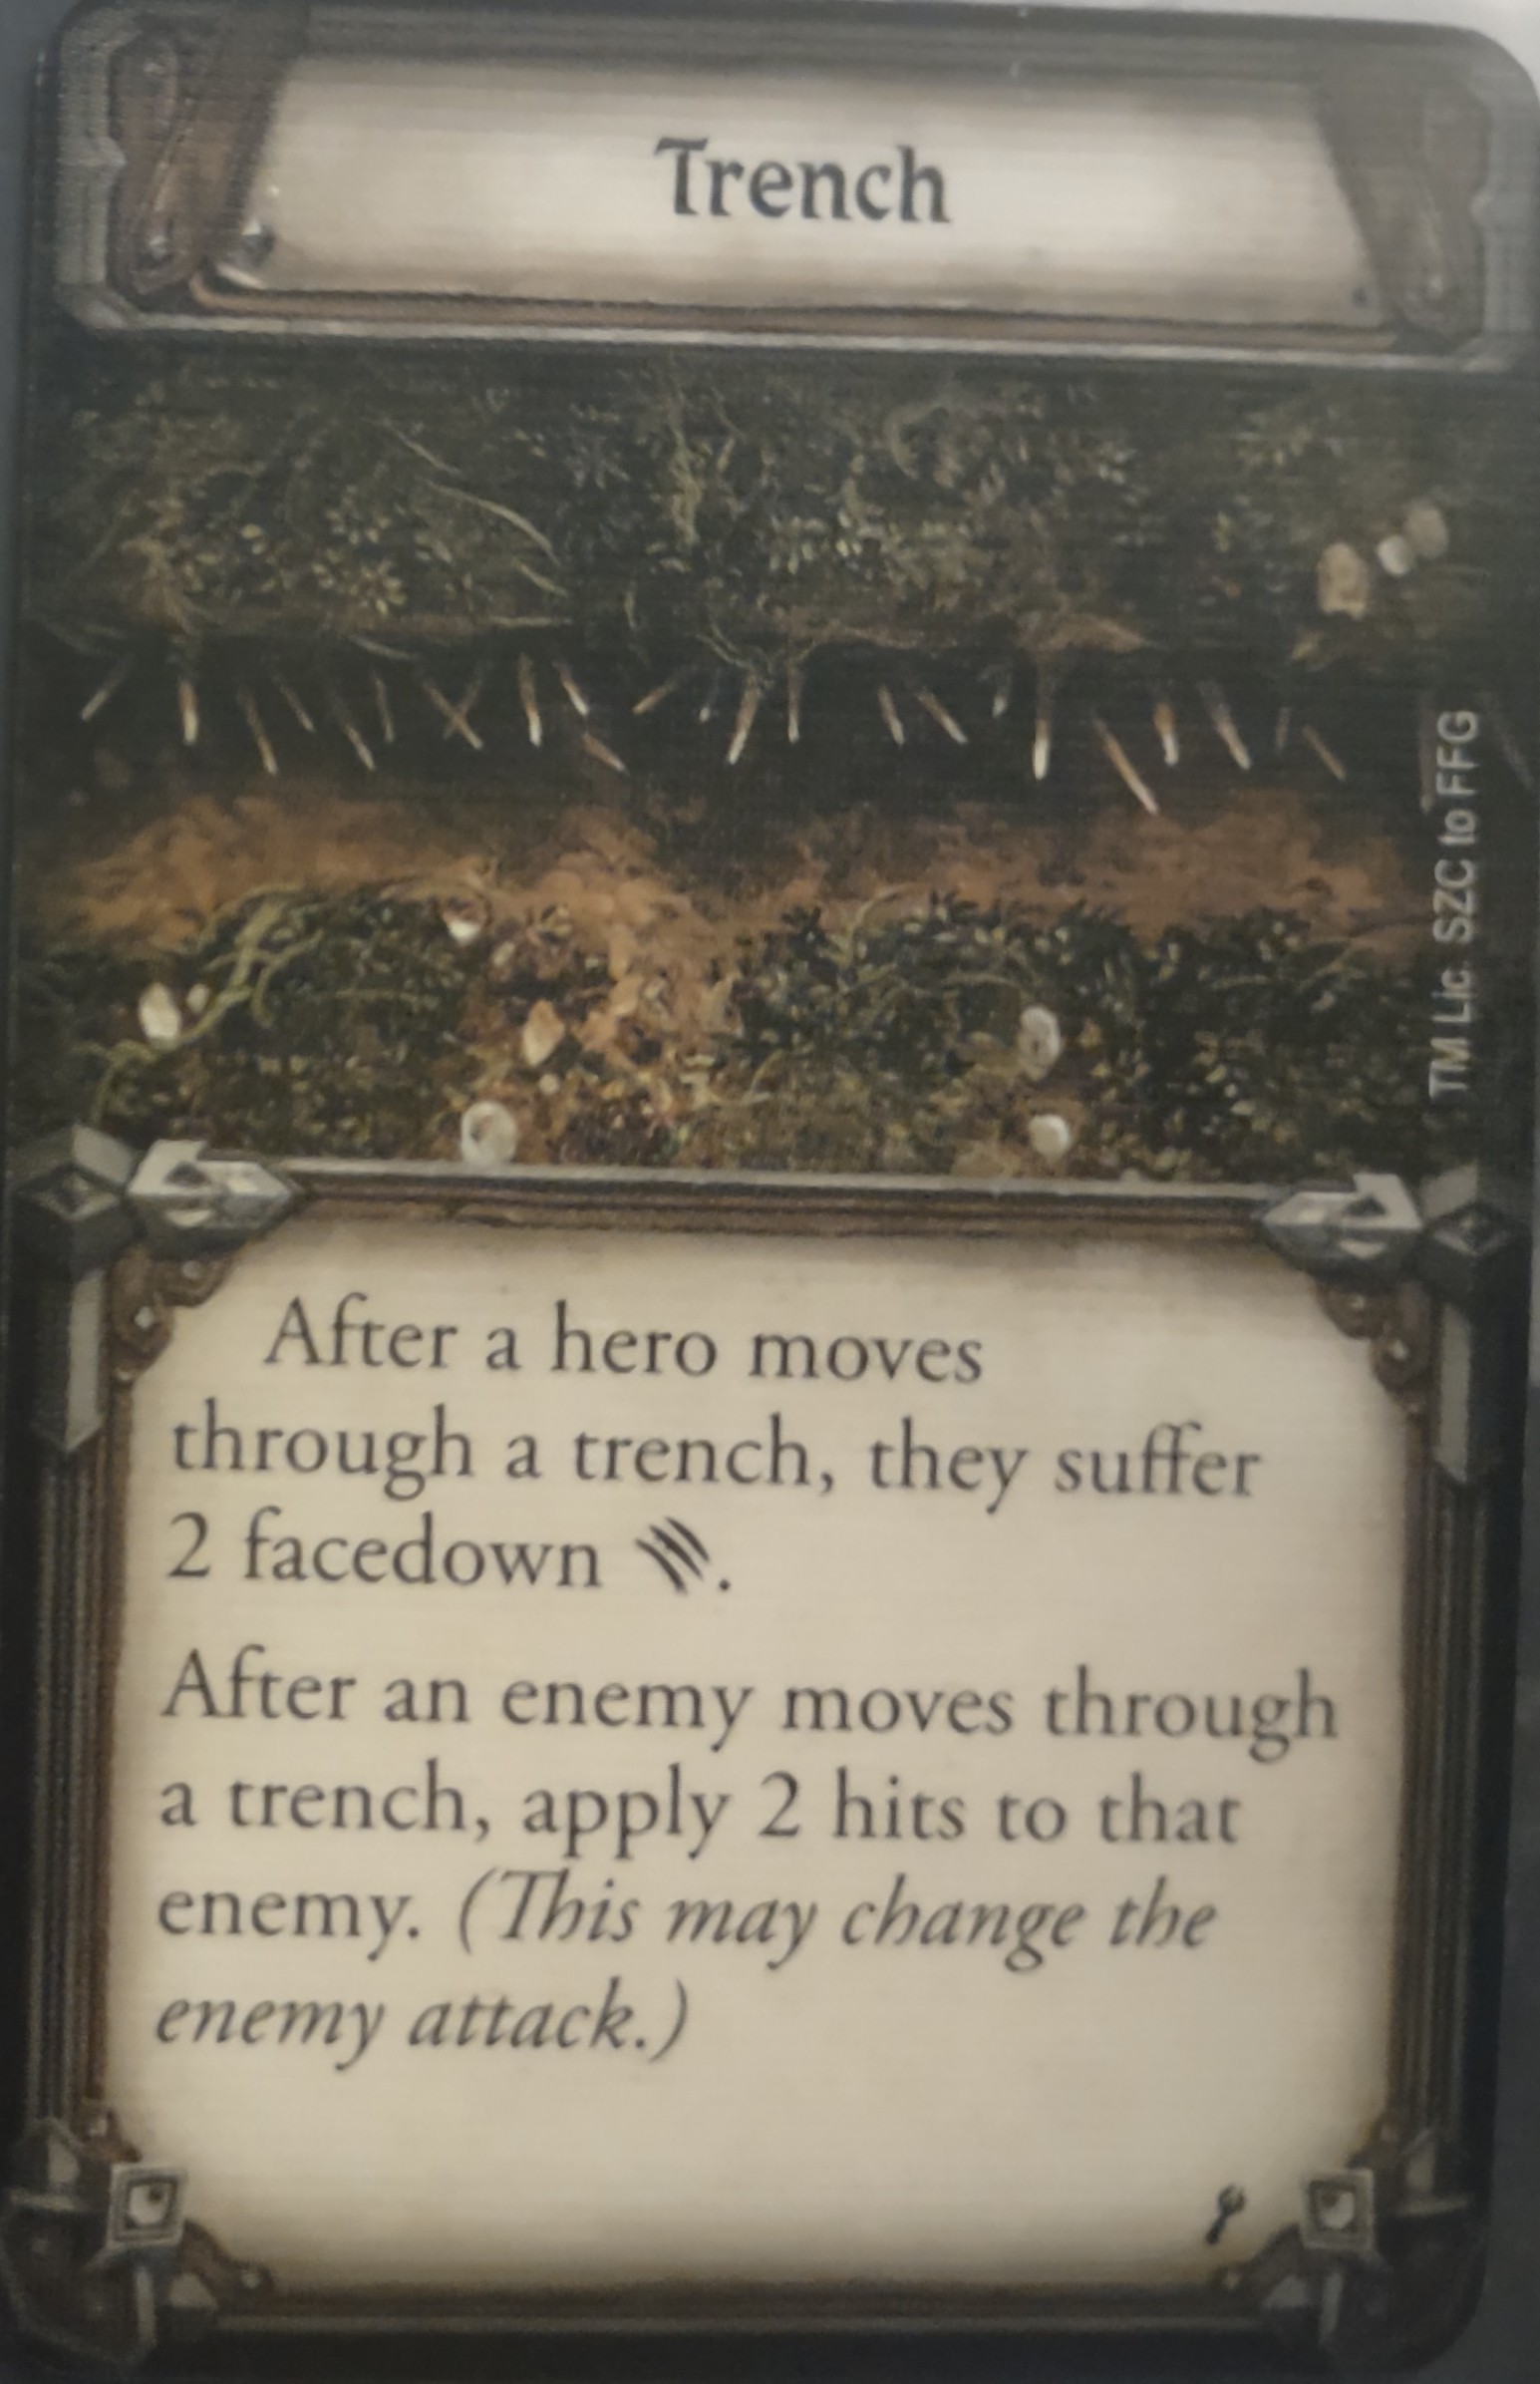 Trench
TM Lic. SZC to FFG
After a hero moves
through a trench, they suffer
2 facedown .
After an enemy moves through
a trench, apply 2 hits to that
enemy. (This may change the
enemy attack.)